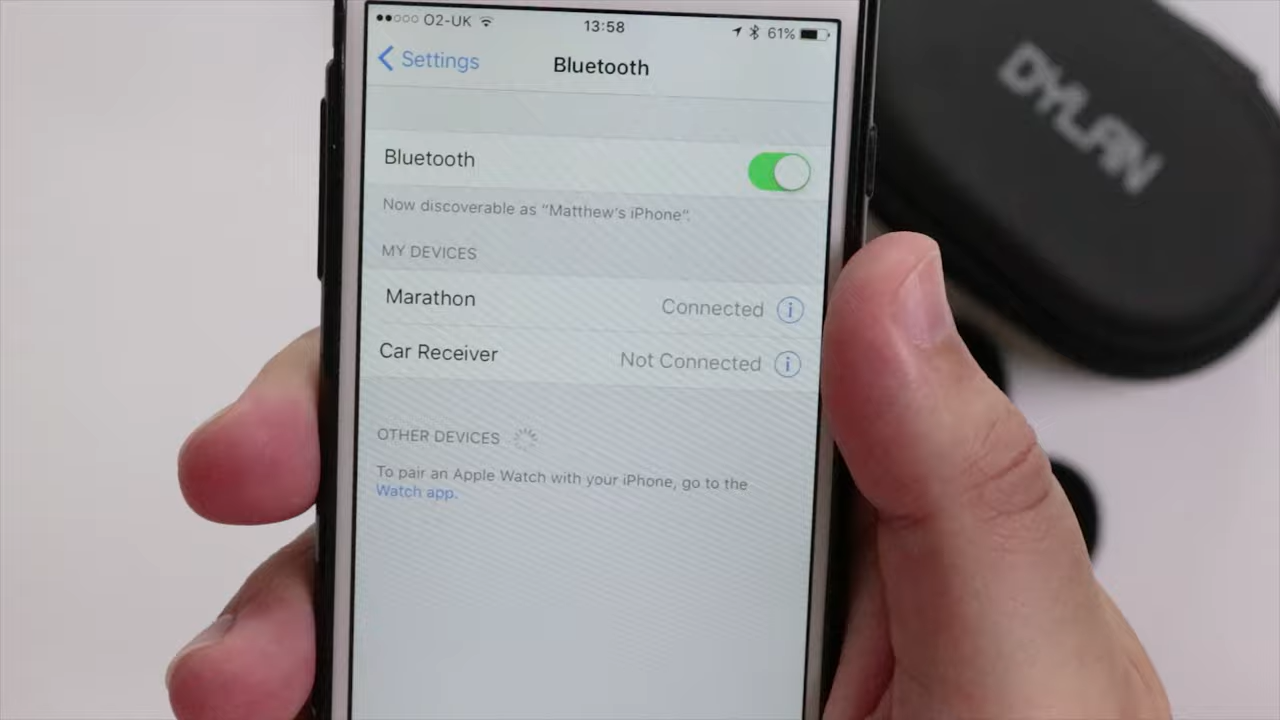 O2-UK 13:58 61%
Settings Bluetooth
DYLAN
Bluetooth
Now discoverable as “Matthew's iPhone”.
MY DEVICES
Marathon Connected i
Car Receiver Not Connected i
OTHER DEVICES
To pair an Apple Watch with your iPhone, go to the
Watch app.